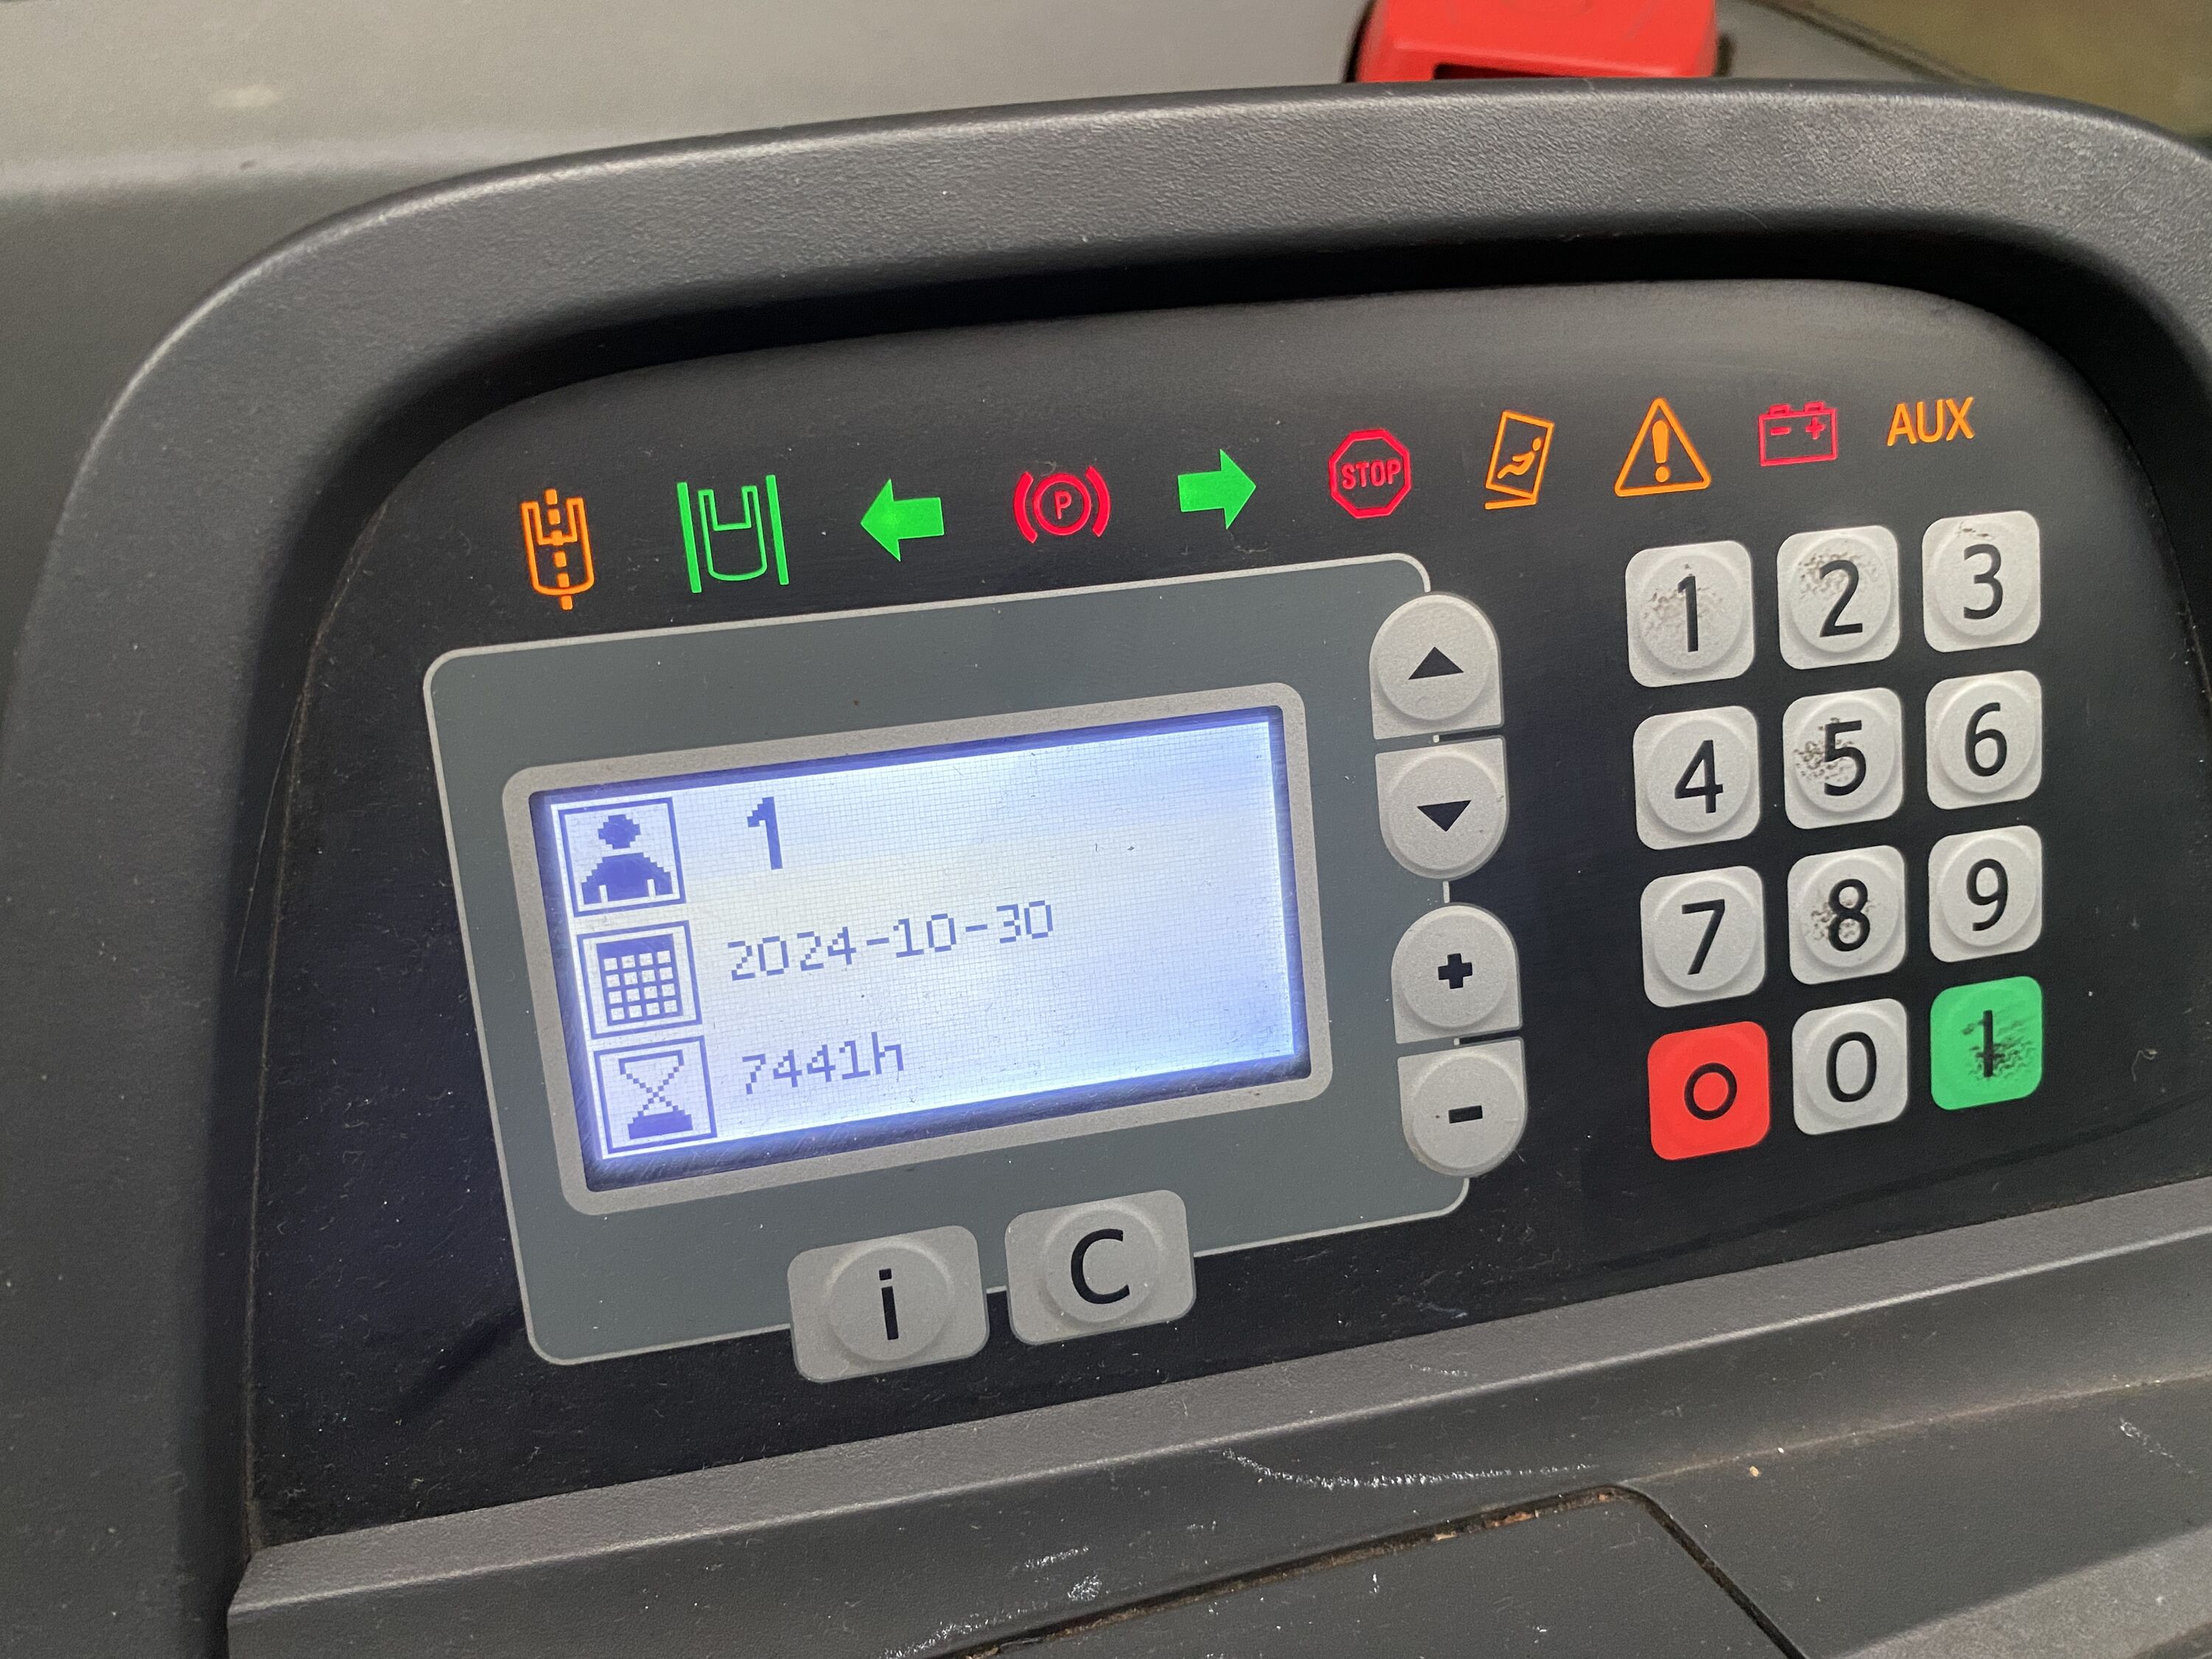 P
STOP
AUX
1
2024-10-30
7441h
i C
1 2 3
4 5 6
7 8 9
O 0 I